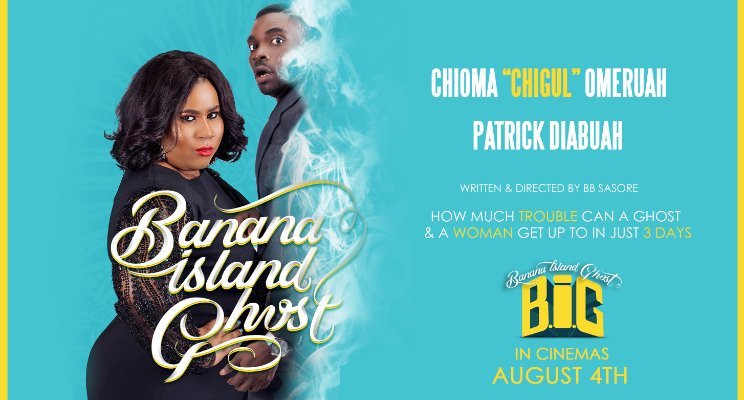 Banana
island
Ghost
CHIOMA "CHIGUL" OMERUAH
PATRICK DIABUAH
WRITTEN & DIRECTED BY BB SASORE
HOW MUCH TROUBLE CAN A GHOST
& A WOMAN GET UP TO IN JUST 3 DAYS
Banana Island Ghost
B.i.G
IN CINEMAS
AUGUST 4TH